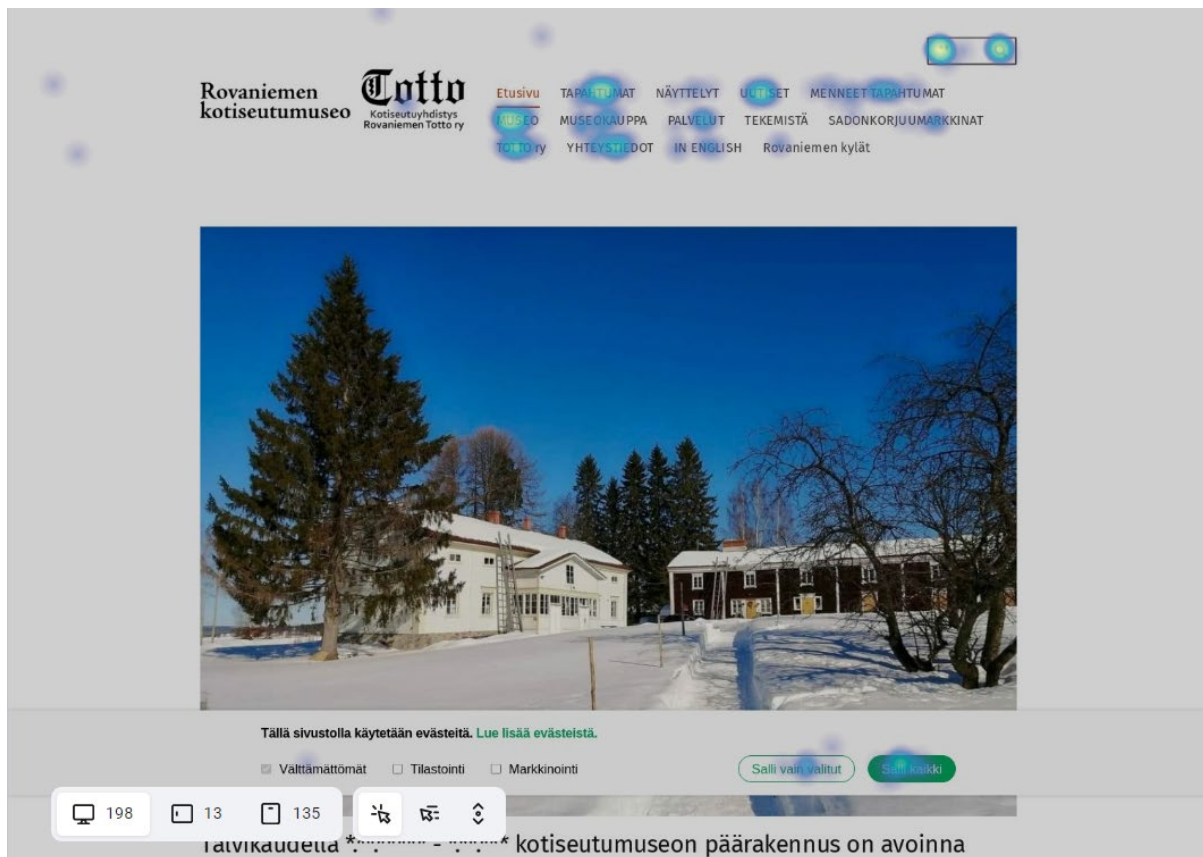 Rovaniemen
kotiseutumuseo
Totto
Kotiseutuyhdistys
Rovaniemen Totto ry
Etusivu TAPAHTUMAT NÄYTTELYT UUTISET MENNEET TAPAHTUMAT
MUSEO MUSEOKAUPPA PALVELUT TEKEMISTÄ SADONKORJUUMARKKINAT
TOTTO ry YHTEYSTIEDOT IN ENGLISH Rovaniemen kylät
Tällä sivustolla käytetään evästeitä. Lue lisää evästeistä.
Välttämättömät Tilastointi Markkinointi Salli vain valitut Salli kaikki
198 13 135
Talvikaudella *.*.****** - *.*.*** kotiseutumuseon päärakennus on avoinna